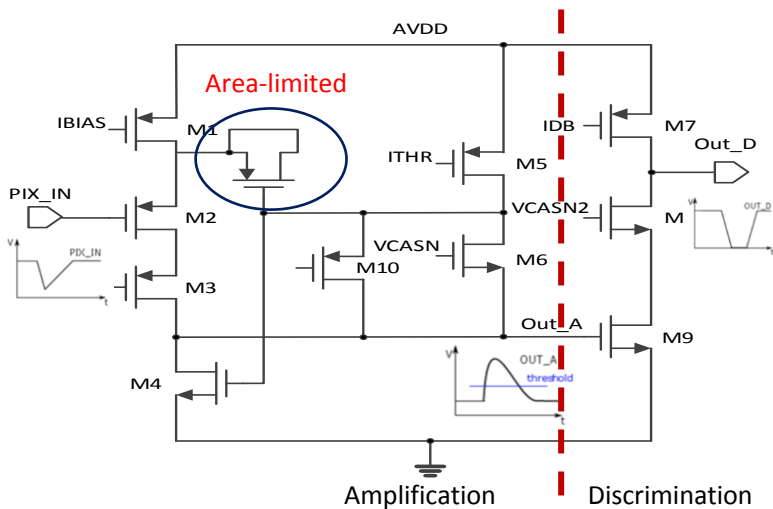 AVDD
Area-limited
IBIAS
M1
IDB
M7
Out_D
ITHR
M5
PIX_IN
M2
VCASN2
M
V
OUT_D
t
V
PIX_IN
t
VCASN
M10
M6
M3
Out_A
M9
M4
V
OUT_A
threshold
t
Amplification
Discrimination